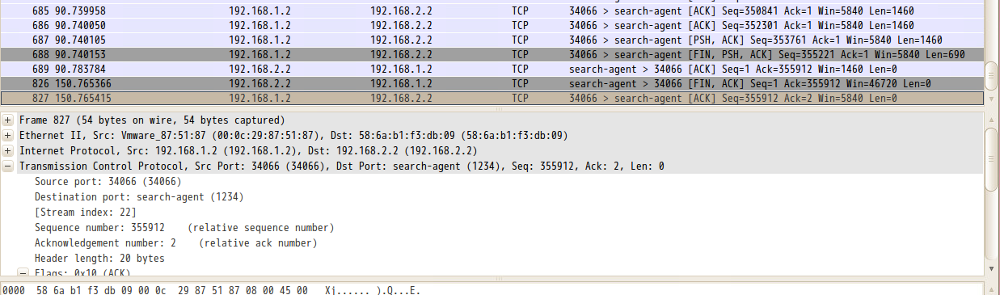 685 90.739958 192.168.1.2 192.168.2.2 TCP 34066 > search-agent [ACK] Seq=350841 Ack=1 Win=5840 Len=1460
686 90.740050 192.168.1.2 192.168.2.2 TCP 34066 > search-agent [ACK] Seq=352301 Ack=1 Win=5840 Len=1460
687 90.740105 192.168.1.2 192.168.2.2 TCP 34066 > search-agent [PSH, ACK] Seq=353761 Ack=1 Win=5840 Len=1460
688 90.740153 192.168.1.2 192.168.2.2 TCP 34066 > search-agent [FIN, PSH, ACK] Seq=355221 Ack=1 Win=5840 Len=690
689 90.783784 192.168.2.2 192.168.1.2 TCP search-agent > 34066 [ACK] Seq=1 Ack=355912 Win=1460 Len=0
826 150.765366 192.168.2.2 192.168.1.2 TCP search-agent > 34066 [FIN, ACK] Seq=1 Ack=355912 Win=46720 Len=0
827 150.765415 192.168.1.2 192.168.2.2 TCP 34066 > search-agent [ACK] Seq=355912 Ack=2 Win=5840 Len=0
Frame 827 (54 bytes on wire, 54 bytes captured)
Ethernet II, Src: Vmware_87:51:87 (00:0c:29:87:51:87), Dst: 58:6a:b1:f3:db:09 (58:6a:b1:f3:db:09)
Internet Protocol, Src: 192.168.1.2 (192.168.1.2), Dst: 192.168.2.2 (192.168.2.2)
Transmission Control Protocol, Src Port: 34066 (34066), Dst Port: search-agent (1234), Seq: 355912, Ack: 2, Len: 0
Source port: 34066 (34066)
Destination port: search-agent (1234)
[Stream index: 22]
Sequence number: 355912 (relative sequence number)
Acknowledgement number: 2 (relative ack number)
Header length: 20 bytes
Flags: 0x10 (ACK)
0000 58 6a b1 f3 db 09 00 0c 29 87 51 87 08 00 45 00 Xj...... ).Q...E.